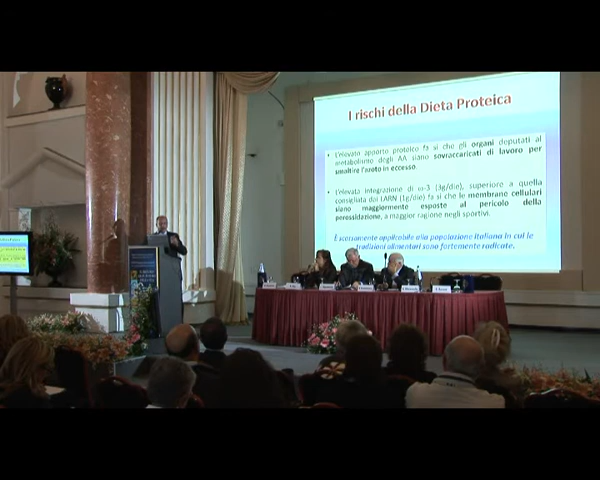 I rischi della Dieta Proteica
L'elevato apporto proteico fa sì che gli organi deputati al
metabolismo degli AA siano sovraccaricati di lavoro per
smaltire l'azoto in eccesso.
L'elevata integrazione di ω-3 (3g/die), superiore a quella
consigliata dai LARN (1g/die) fa sì che le membrane cellulari
siano maggiormente esposte al pericolo della
perossidazione, a maggior ragione negli sportivi.
È scarsamente applicabile alla popolazione italiana in cui le
tradizioni alimentari sono fortemente radicate.